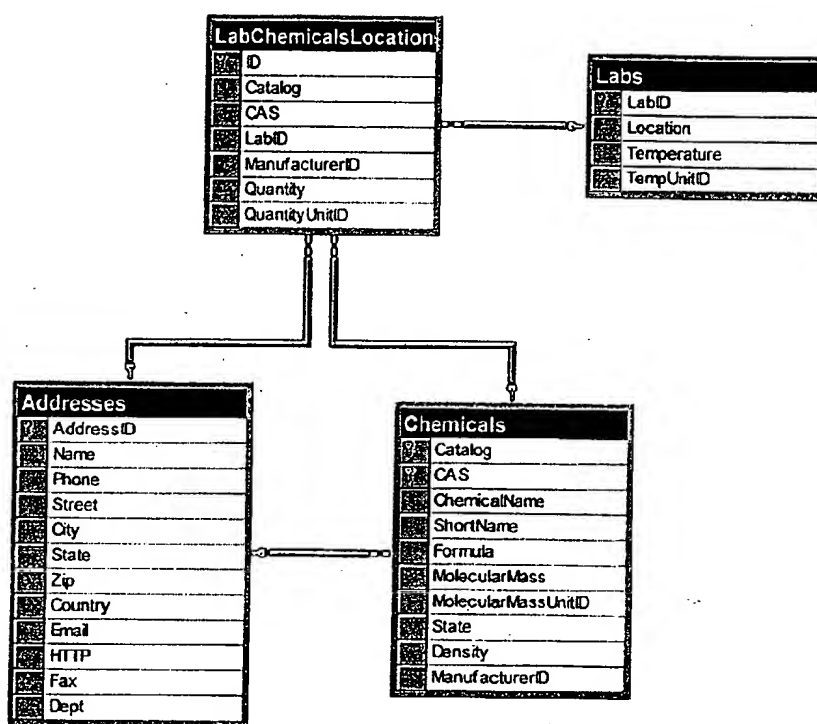 LabChemicalsLocation
ID
Catalog
CAS
LabID
ManufacturerID
Quantity
QuantityUnitID
Labs
LabID
Location
Temperature
TempUnitID
Addresses
AddressID
Name
Phone
Street
City
State
Zip
Country
Email
HTTP
Fax
Dept
Chemicals
Catalog
CAS
ChemicalName
ShortName
Formula
MolecularMass
MolecularMassUnitID
State
Density
ManufacturerID